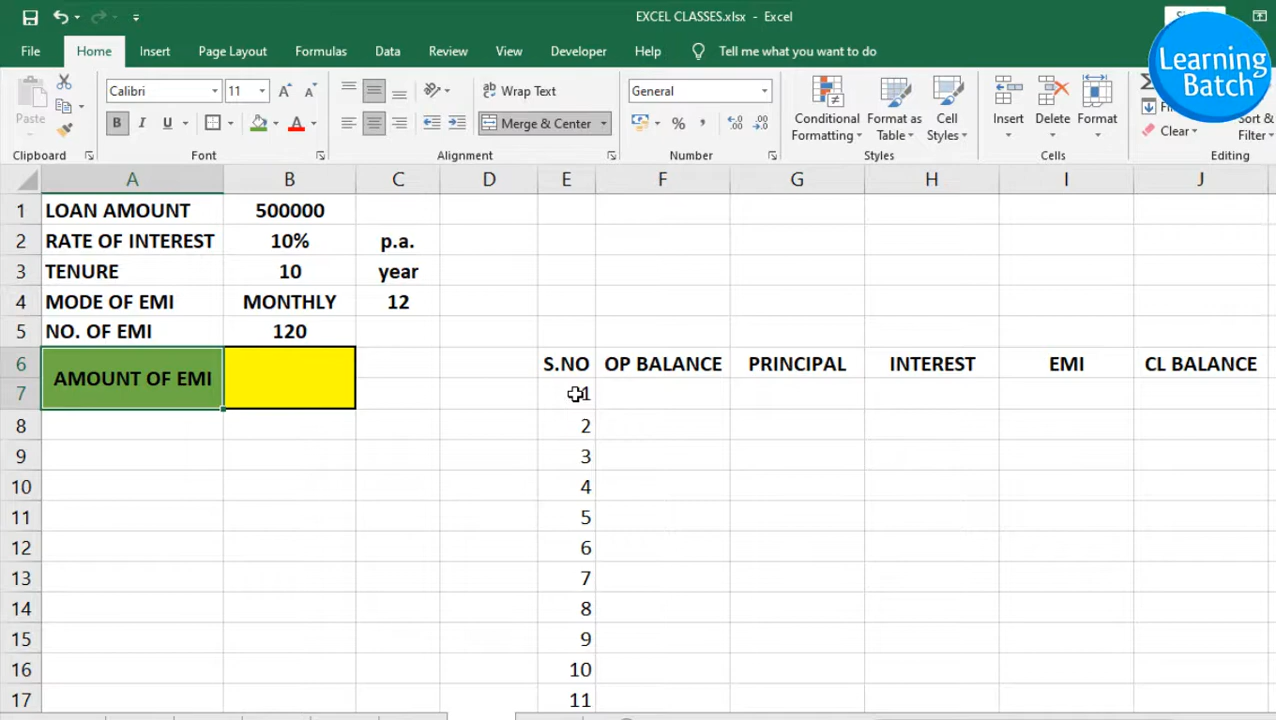 EXCEL CLASSES.xlsx - Excel
Learning
Batch
File Home Insert Page Layout Formulas Data Review View Developer Help Tell me what you want to do
Paste
Calibri 11
B I U
A A
Wrap Text
Merge & Center
General
% ,
Conditional
Formatting
Format as
Table
Cell
Styles
Insert
Delete
Format
Clear
Sort &
Filter
Clipboard Font Alignment Number Styles Cells Editing
A B C D E F G H I J
1 LOAN AMOUNT 500000
2 RATE OF INTEREST 10% p.a.
3 TENURE 10 year
4 MODE OF EMI MONTHLY 12
5 NO. OF EMI 120
6 AMOUNT OF EMI S.NO OP BALANCE PRINCIPAL INTEREST EMI CL BALANCE
7 1
8 2
9 3
10 4
11 5
12 6
13 7
14 8
15 9
16 10
17 11